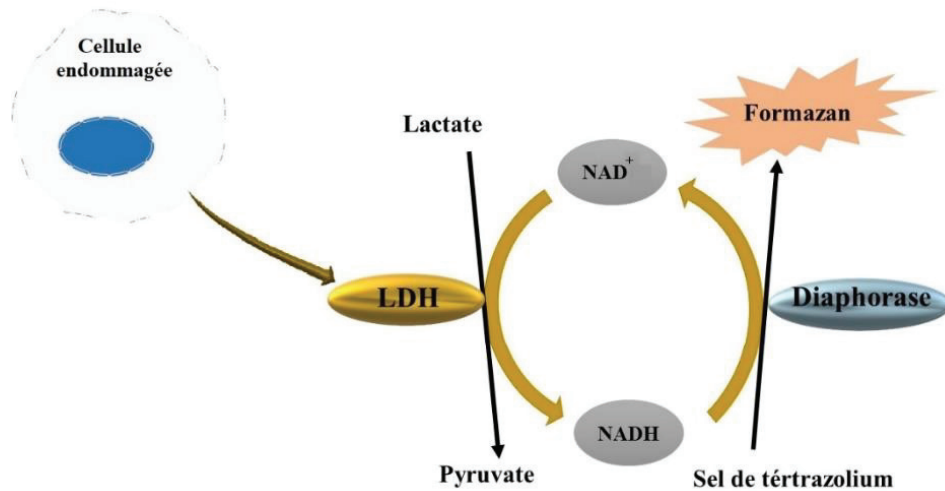 Cellule
endommagée
Formazan
Lactate
NAD+
LDH
Diaphorase
NADH
Pyruvate
Sel de tértrazolium